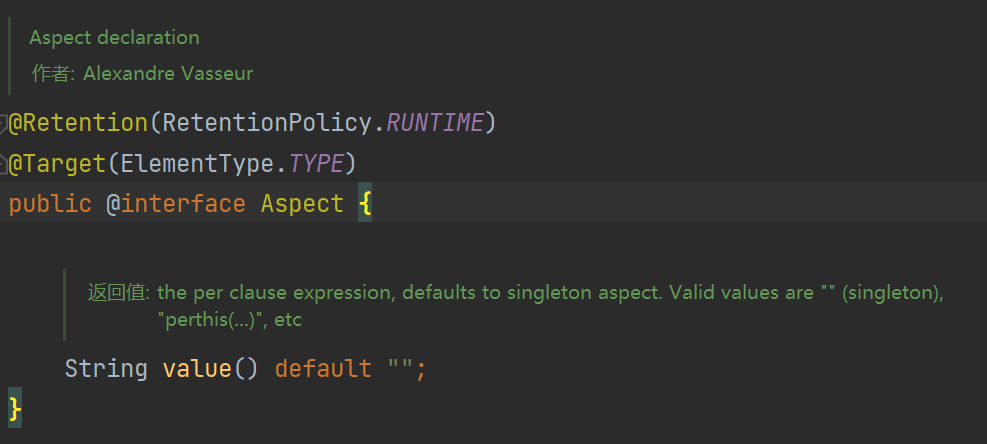 Aspect declaration
作者: Alexandre Vasseur
@Retention(RetentionPolicy.RUNTIME)
@Target(ElementType.TYPE)
public @interface Aspect {
返回值: the per clause expression, defaults to singleton aspect. Valid values are "" (singleton),
"perthis(...)", etc
String value() default "";
}